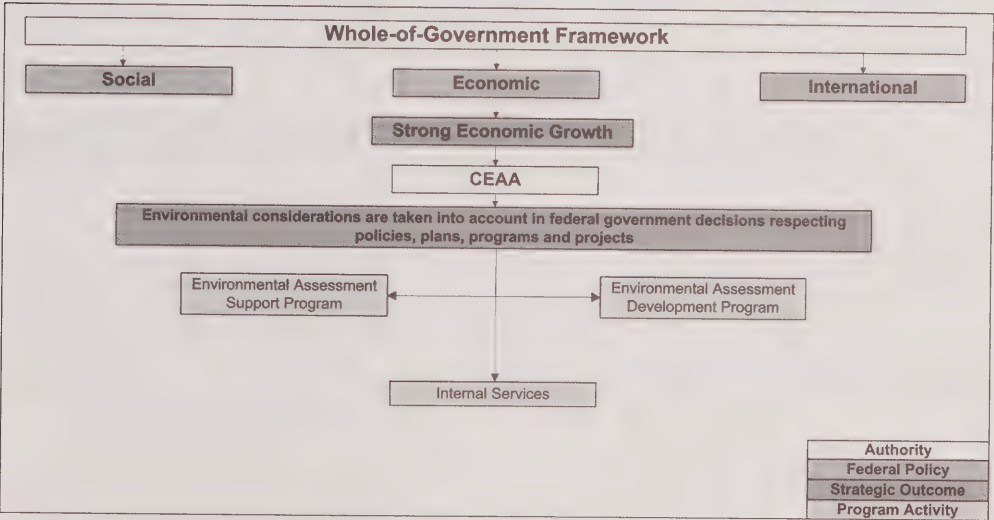 Whole-of-Government Framework
Social
Economic
International
Strong Economic Growth
CEAA
Environmental considerations are taken into account in federal government decisions respecting
policies, plans, programs and projects
Environmental Assessment
Support Program
Environmental Assessment
Development Program
Internal Services
Authority
Federal Policy
Strategic Outcome
Program Activity